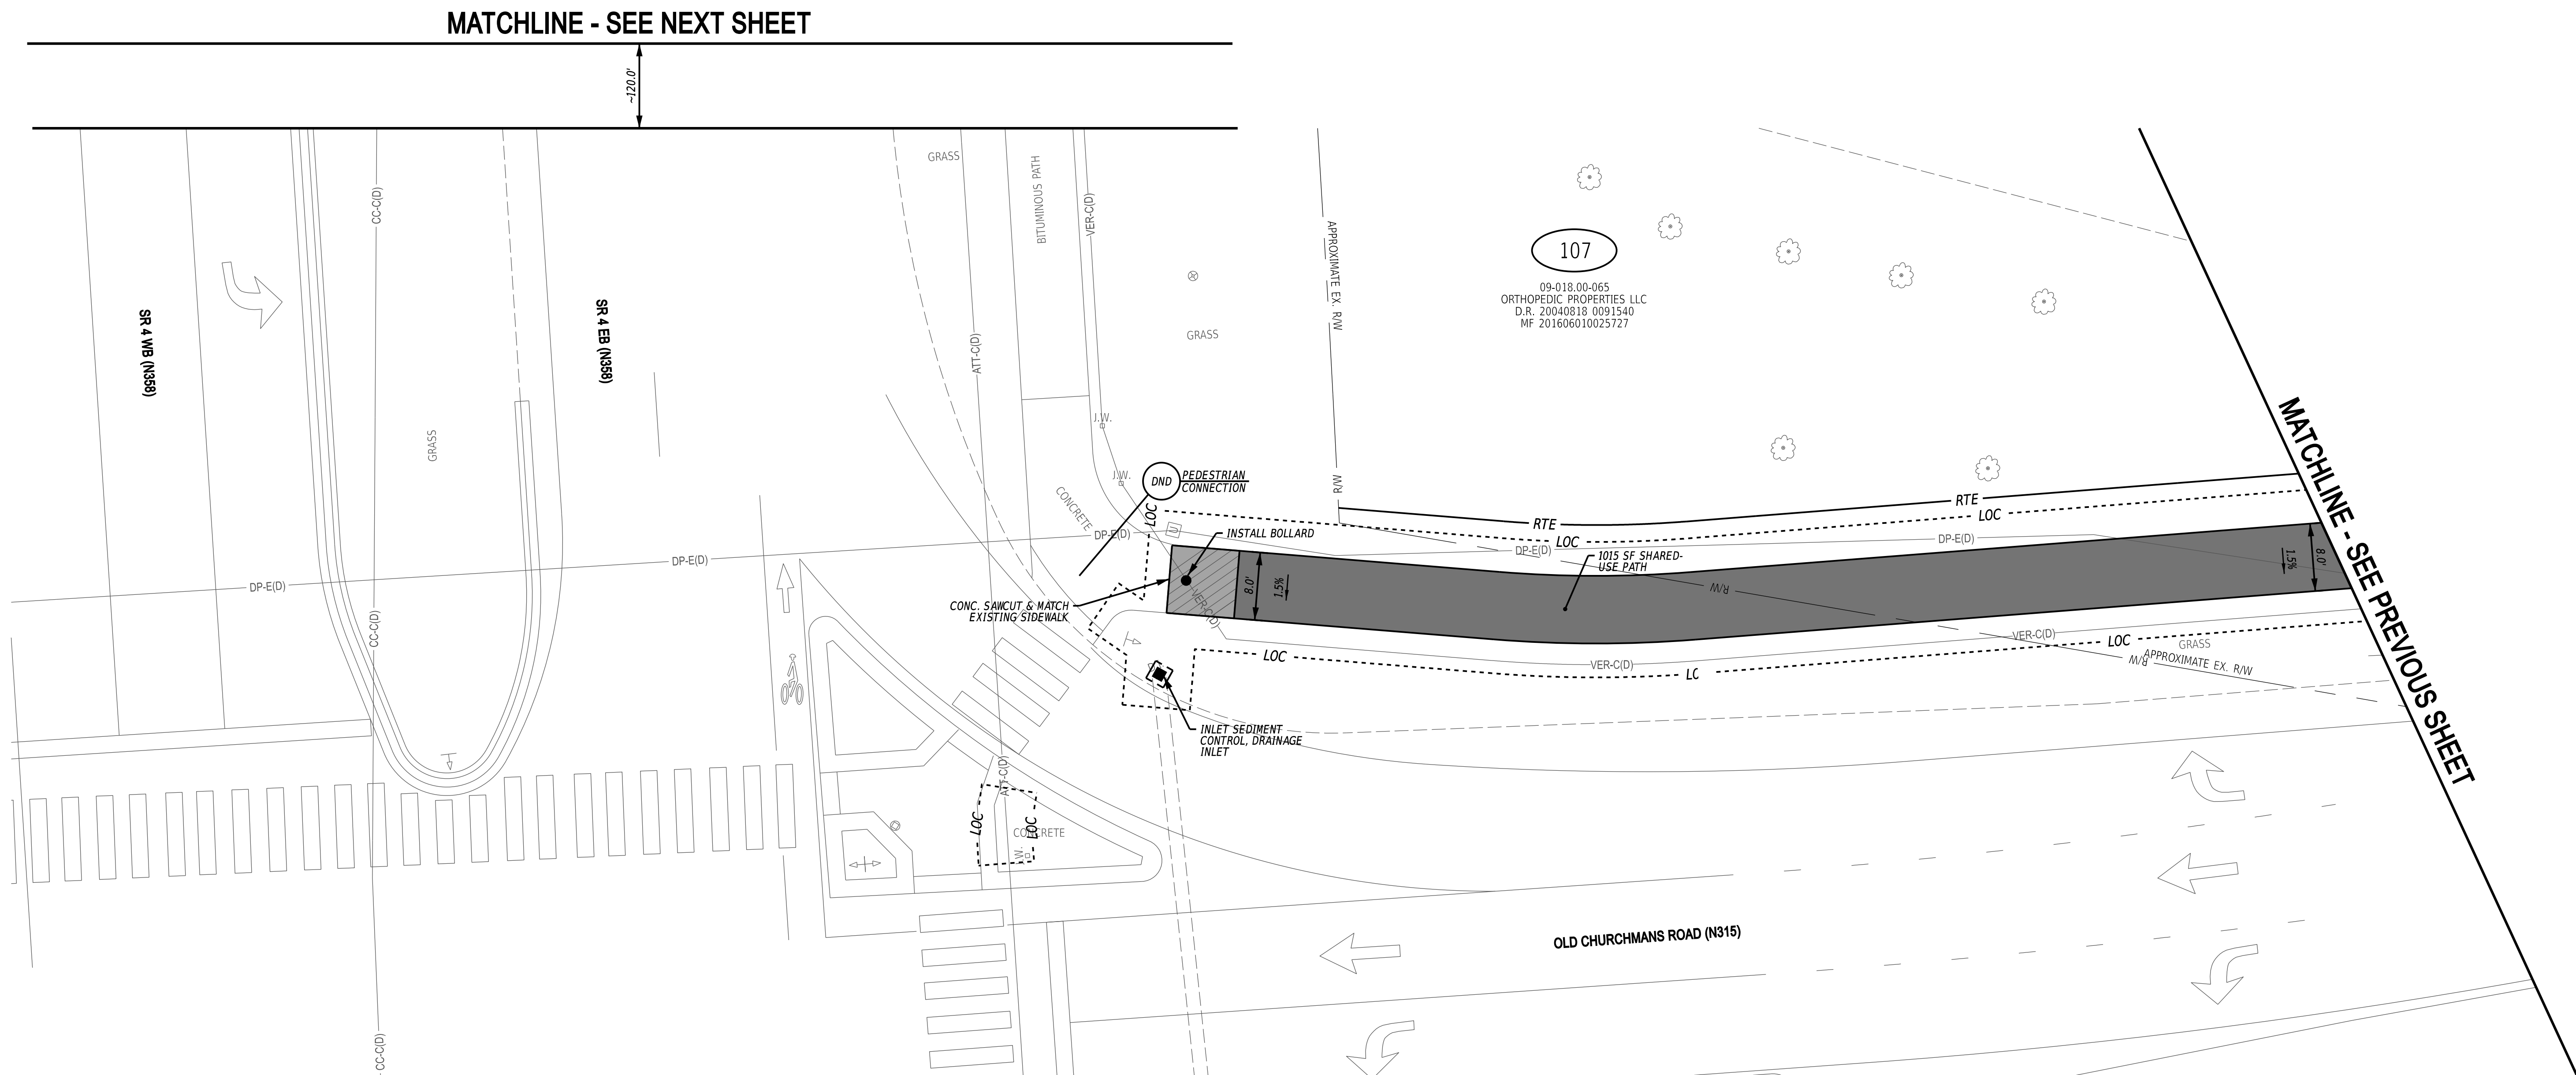 MATCHLINE - SEE NEXT SHEET
~120.0'
GRASS
BITUMINOUS PATH
CC-C(D)
VER-C(D)
APPROXIMATE EX. R/W
107
09-018.00-065
ORTHOPEDIC PROPERTIES LLC
D.R. 20040818 0091540
MF 201606010025727
SR 4 WB (N358)
SR 4 EB (N358)
GRASS
ATT-C(D)
GRASS
J.W.
J.W.
DND
PEDESTRIAN
CONNECTION
R/W
CONCRETE
LOC
RTE
RTE
LOC
LOC
MATCHLINE - SEE PREVIOUS SHEET
INSTALL BOLLARD
DP-E(D)
DP-E(D)
DP-E(D)
DP-E(D)
DP-E(D)
1015 SF SHARED-
USE PATH
8.0'
1.5%
1.5%
8.0'
R/W
VER-C(D)
CONC. SAWCUT & MATCH
EXISTING SIDEWALK
CC-C(D)
LOC
VER-C(D)
LC
VER-C(D)
LOC
GRASS
R/W
APPROXIMATE EX. R/W
INLET SEDIMENT
CONTROL, DRAINAGE
INLET
LOC
LOC
CONCRETE
OLD CHURCHMANS ROAD (N315)
CC-C(D)